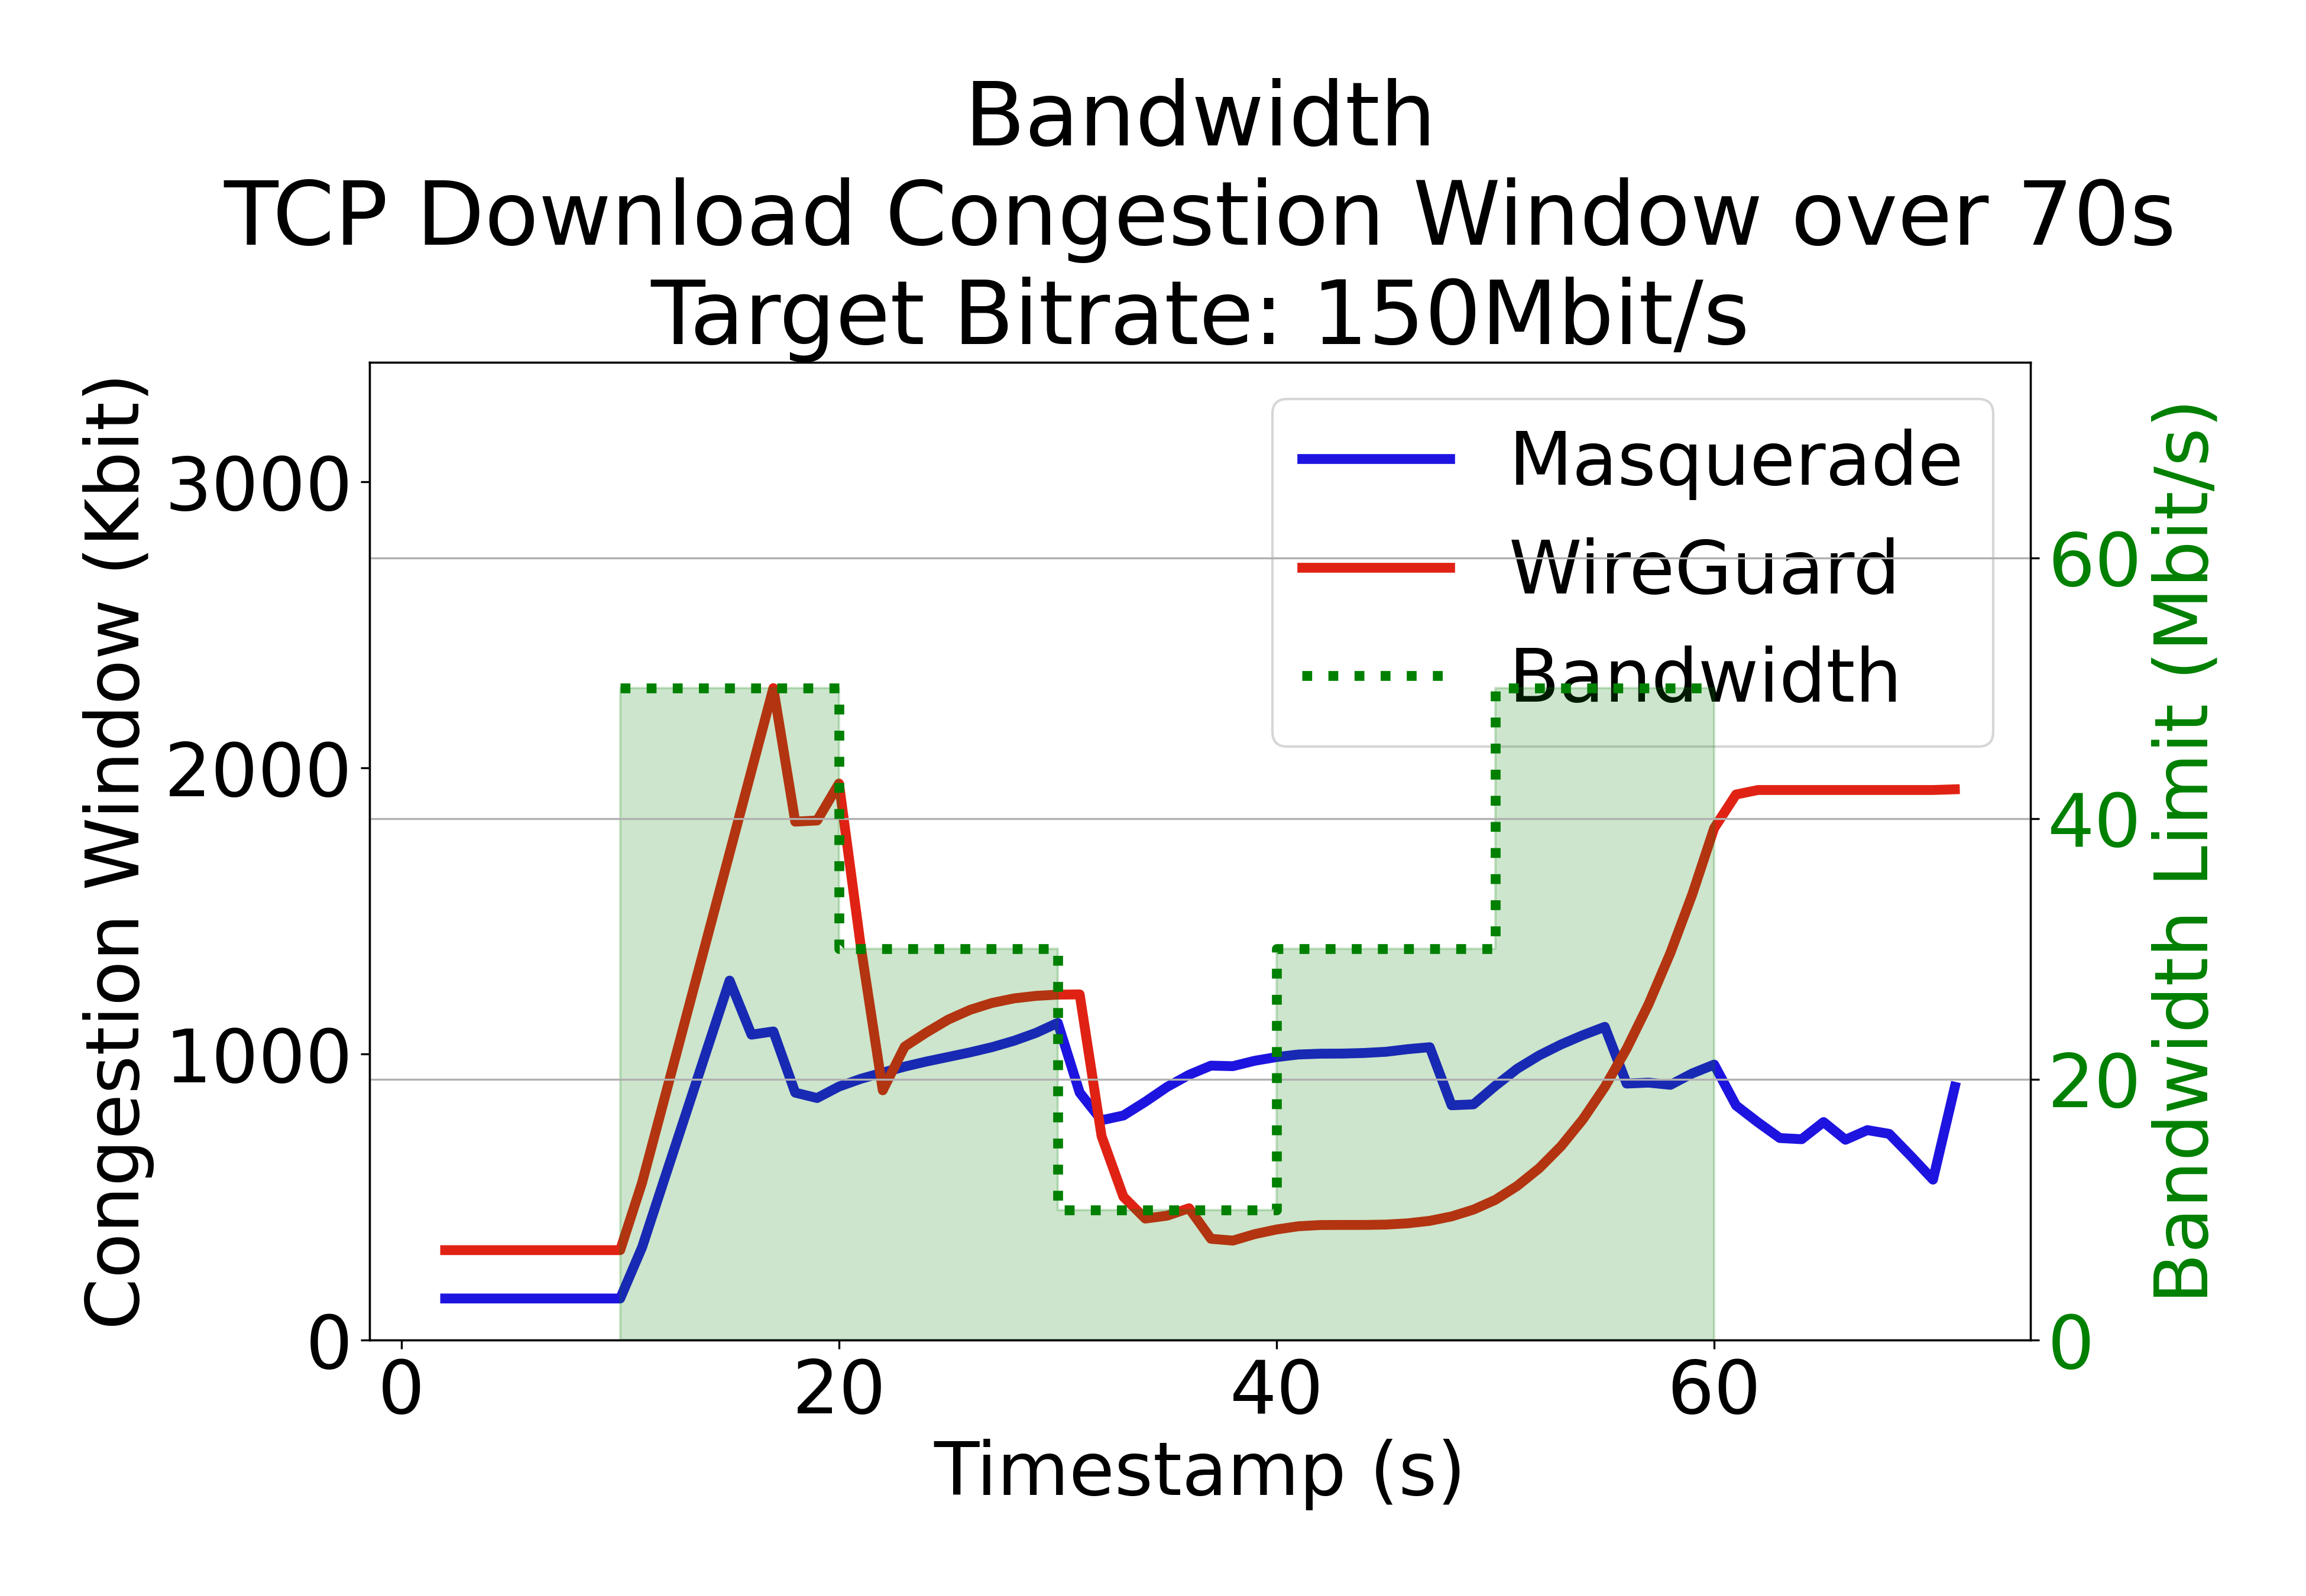 Bandwidth
TCP Download Congestion Window over 70s
Target Bitrate: 150Mbit/s
Congestion Window (Kbit)
3000
2000
1000
0
Masquerade
WireGuard
Bandwidth
60
40
20
0
Bandwidth Limit (Mbit/s)
0 20 40 60
Timestamp (s)